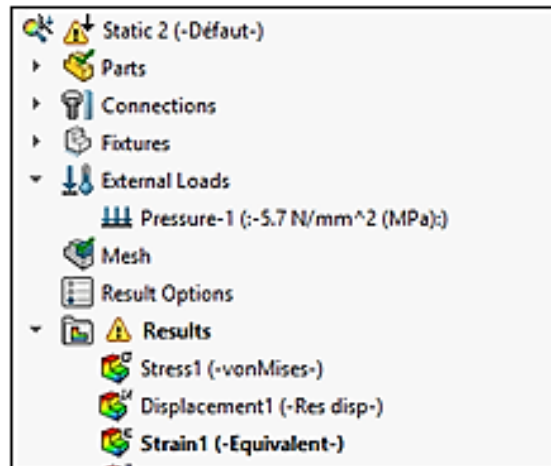 Static 2 (-Défaut-)
Parts
Connections
Fixtures
External Loads
Pressure-1 (:-5.7 N/mm^2 (MPa):)
Mesh
Result Options
Results
Stress1 (-vonMises-)
Displacement1 (-Res disp-)
Strain1 (-Equivalent-)